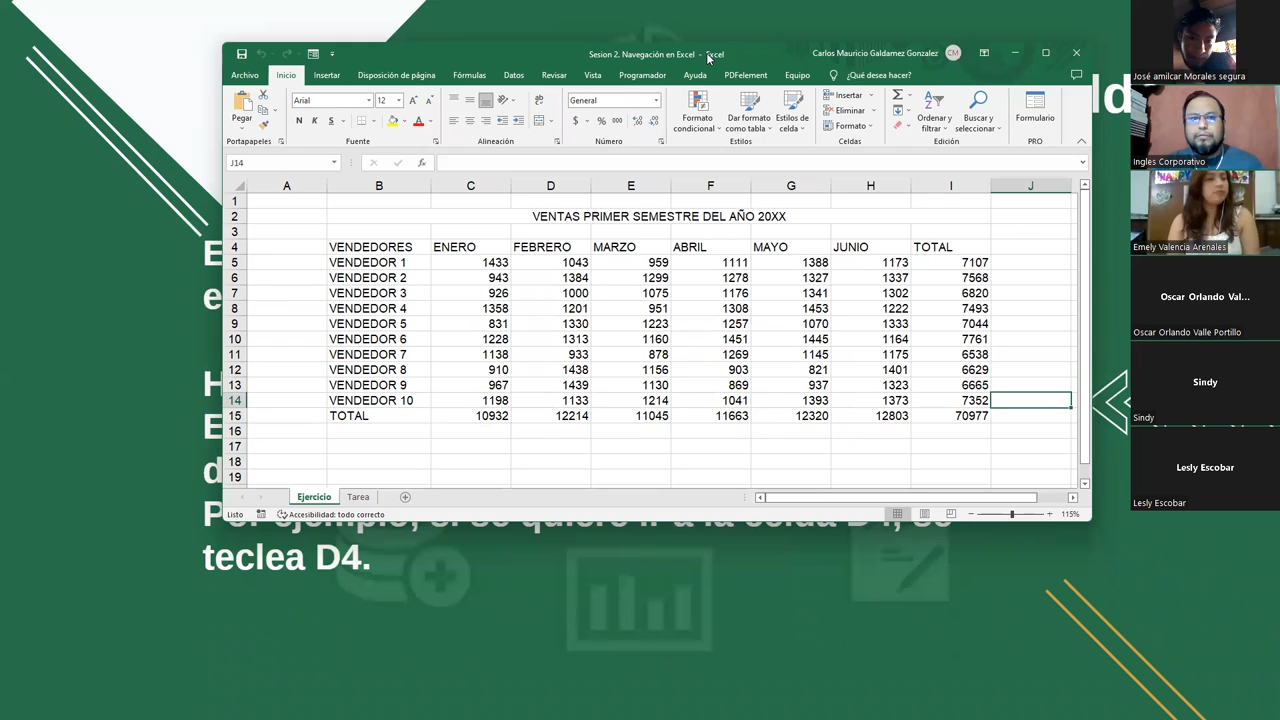 Sesion 2. Navegación en Excel - Excel
Carlos Mauricio Galdamez Gonzalez CM
Archivo Inicio Insertar Disposición de página Fórmulas Datos Revisar Vista Programador Ayuda PDFelement Equipo ¿Qué desea hacer?
Pegar
Portapapeles
Arial 12
N K S
Fuente
Alineación
General
$ % 000
Número
Formato condicional
Dar formato como tabla
Estilos de celda
Estilos
Insertar
Eliminar
Formato
Celdas
Ordenar y filtrar
Buscar y seleccionar
Edición
Formulario
PRO
J14 fx
A B C D E F G H I J
1
2 VENTAS PRIMER SEMESTRE DEL AÑO 20XX
3
4 VENDEDORES ENERO FEBRERO MARZO ABRIL MAYO JUNIO TOTAL
5 VENDEDOR 1 1433 1043 959 1111 1388 1173 7107
6 VENDEDOR 2 943 1384 1299 1278 1327 1337 7568
7 VENDEDOR 3 926 1000 1075 1176 1341 1302 6820
8 VENDEDOR 4 1358 1201 951 1308 1453 1222 7493
9 VENDEDOR 5 831 1330 1223 1257 1070 1333 7044
10 VENDEDOR 6 1228 1313 1160 1451 1445 1164 7761
11 VENDEDOR 7 1138 933 878 1269 1145 1175 6538
12 VENDEDOR 8 910 1438 1156 903 821 1401 6629
13 VENDEDOR 9 967 1439 1130 869 937 1323 6665
14 VENDEDOR 10 1198 1133 1214 1041 1393 1373 7352
15 TOTAL 10932 12214 11045 11663 12320 12803 70977
16
17
18
19
Ejercicio Tarea
Listo Accesibilidad: todo correcto 115%
teclea D4.
José amilcar Morales segura
Ingles Corporativo
Emely Valencia Arenales
Oscar Orlando Val...
Oscar Orlando Valle Portillo
Sindy
Sindy
Lesly Escobar
Lesly Escobar